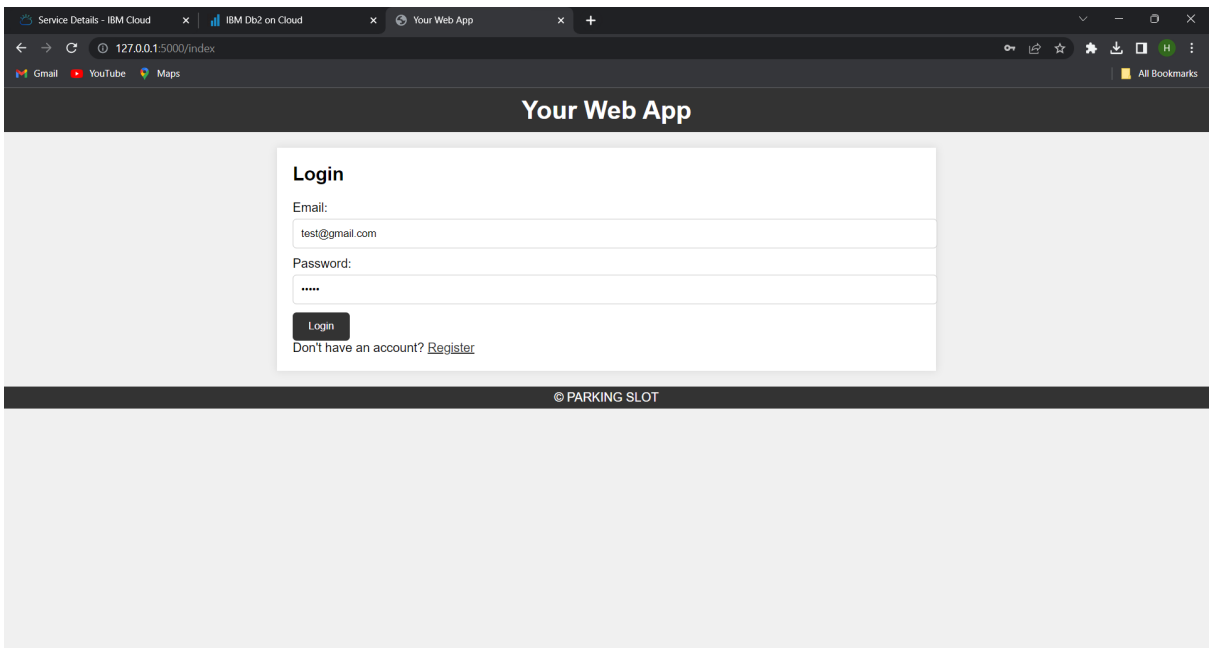 Service Details - IBM Cloud IBM Db2 on Cloud Your Web App
127.0.0.1:5000/index H
Gmail YouTube Maps All Bookmarks
Your Web App
Login
Email:
test@gmail.com
Password:
•••••
Login
Don't have an account? Register
© PARKING SLOT